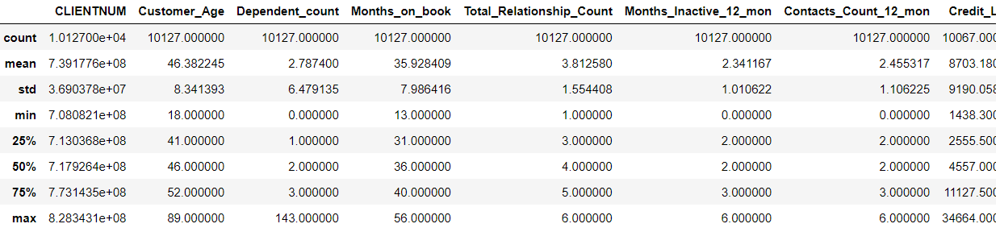 CLIENTNUM Customer_Age Dependent_count Months_on_book Total_Relationship_Count Months_Inactive_12_mon Contacts_Count_12_mon Credit_L
count 1.012700e+04 10127.000000 10127.000000 10127.000000 10127.000000 10127.000000 10127.000000 10067.000
mean 7.391776e+08 46.382245 2.787400 35.928409 3.812580 2.341167 2.455317 8703.180
std 3.690378e+07 8.341393 6.479135 7.986416 1.554408 1.010622 1.106225 9190.058
min 7.080821e+08 18.000000 0.000000 13.000000 1.000000 0.000000 0.000000 1438.300
25% 7.130368e+08 41.000000 1.000000 31.000000 3.000000 2.000000 2.000000 2555.500
50% 7.179264e+08 46.000000 2.000000 36.000000 4.000000 2.000000 2.000000 4557.000
75% 7.731435e+08 52.000000 3.000000 40.000000 5.000000 3.000000 3.000000 11127.500
max 8.283431e+08 89.000000 143.000000 56.000000 6.000000 6.000000 6.000000 34664.000